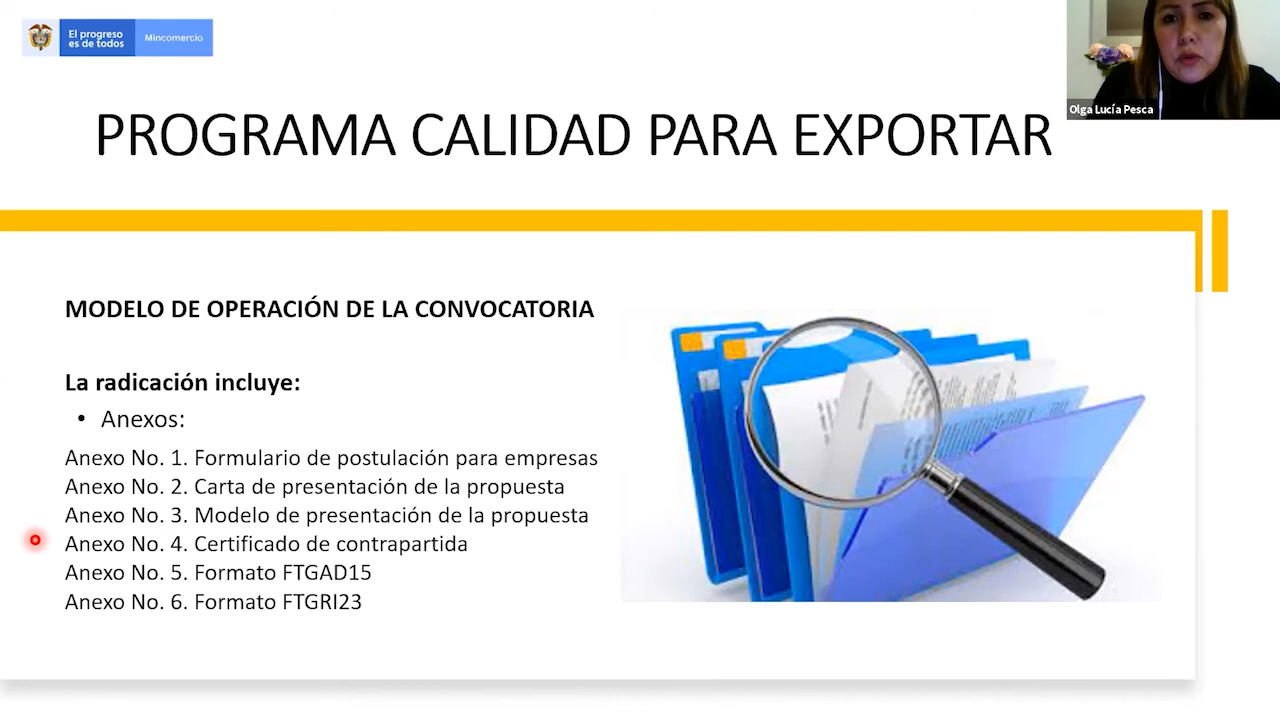 El progreso
es de todos
Mincomercio
Olga Lucía Pesca
PROGRAMA CALIDAD PARA EXPORTAR
MODELO DE OPERACIÓN DE LA CONVOCATORIA
La radicación incluye:
• Anexos:
Anexo No. 1. Formulario de postulación para empresas
Anexo No. 2. Carta de presentación de la propuesta
Anexo No. 3. Modelo de presentación de la propuesta
Anexo No. 4. Certificado de contrapartida
Anexo No. 5. Formato FTGAD15
Anexo No. 6. Formato FTGRI23